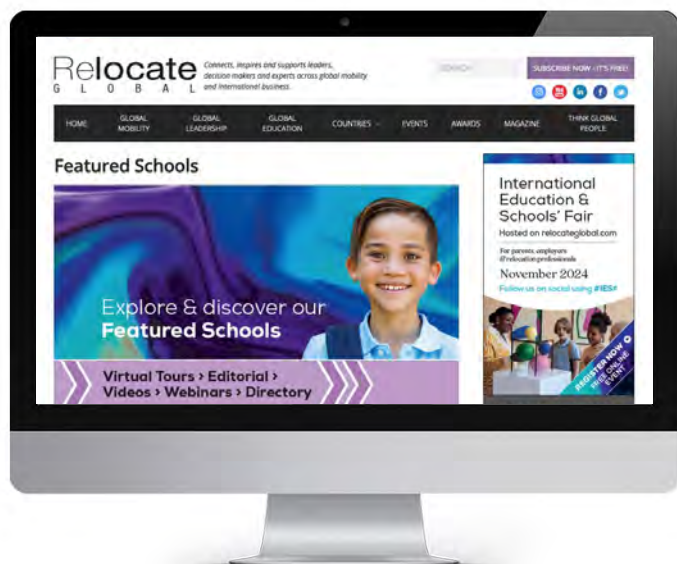 Relocate
GLOBAL
Connects, inspires and supports leaders,
decision makers and experts across global mobility
and international business.
SEARCH
SUBSCRIBE NOW - IT'S FREE!
HOME
GLOBAL
MOBILITY
GLOBAL
LEADERSHIP
GLOBAL
EDUCATION
COUNTRIES
EVENTS
AWARDS
MAGAZINE
THINK GLOBAL
PEOPLE
Featured Schools
Explore & discover our
Featured Schools
Virtual Tours > Editorial >
Videos > Webinars > Directory
International
Education &
Schools' Fair
Hosted on relocateglobal.com
For parents, employers
& relocation professionals
November 2024
Follow us on social using #IESF
REGISTER NOW
FREE ONLINE
EVENT